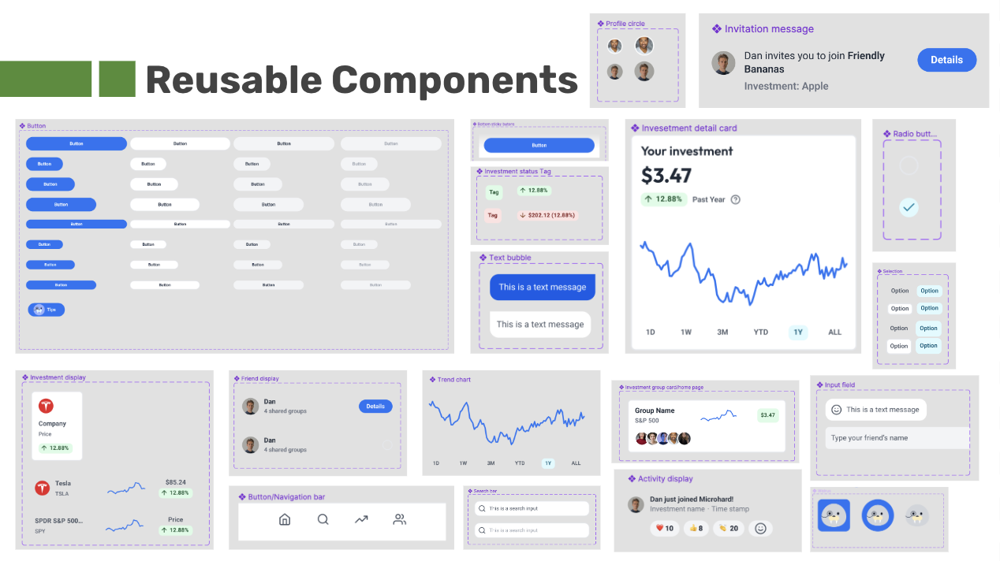 Reusable Components
Profile circle
Invitation message
Dan invites you to join Friendly
Bananas
Investment: Apple
Details
Button
Button Button Button Button
Button Button Button Button
Button Button Button Button
Button Button Button Button
Button Button Button Button
Button Button Button Button
Button Button Button Button
Button Button Button Button
Tips
Bottom sticky butons
Button
Investment status Tag
Tag 12.88%
Tag $202.12 (12.88%)
Text bubble
This is a text message
This is a text message
Invesetment detail card
Your investment
$3.47
12.88% Past Year
1D 1W 3M YTD 1Y ALL
Radio butt...
Selection
Option Option
Option Option
Option Option
Option Option
Investment display
Company
Price
12.88%
Tesla
TSLA
$85.24
12.88%
SPDR S&P 500...
SPY
Price
12.88%
Friend display
Dan
4 shared groups
Details
Dan
4 shared groups
Trend chart
1D 1W 3M YTD 1Y ALL
Investment group card/home page
Group Name
S&P 500
$3.47
Input field
This is a text message
Type your friend's name
Button/Navigation bar
Search bar
This is a search input
This is a search input
Activity display
Dan just joined Microhard!
Investment name · Time stamp
10 8 20